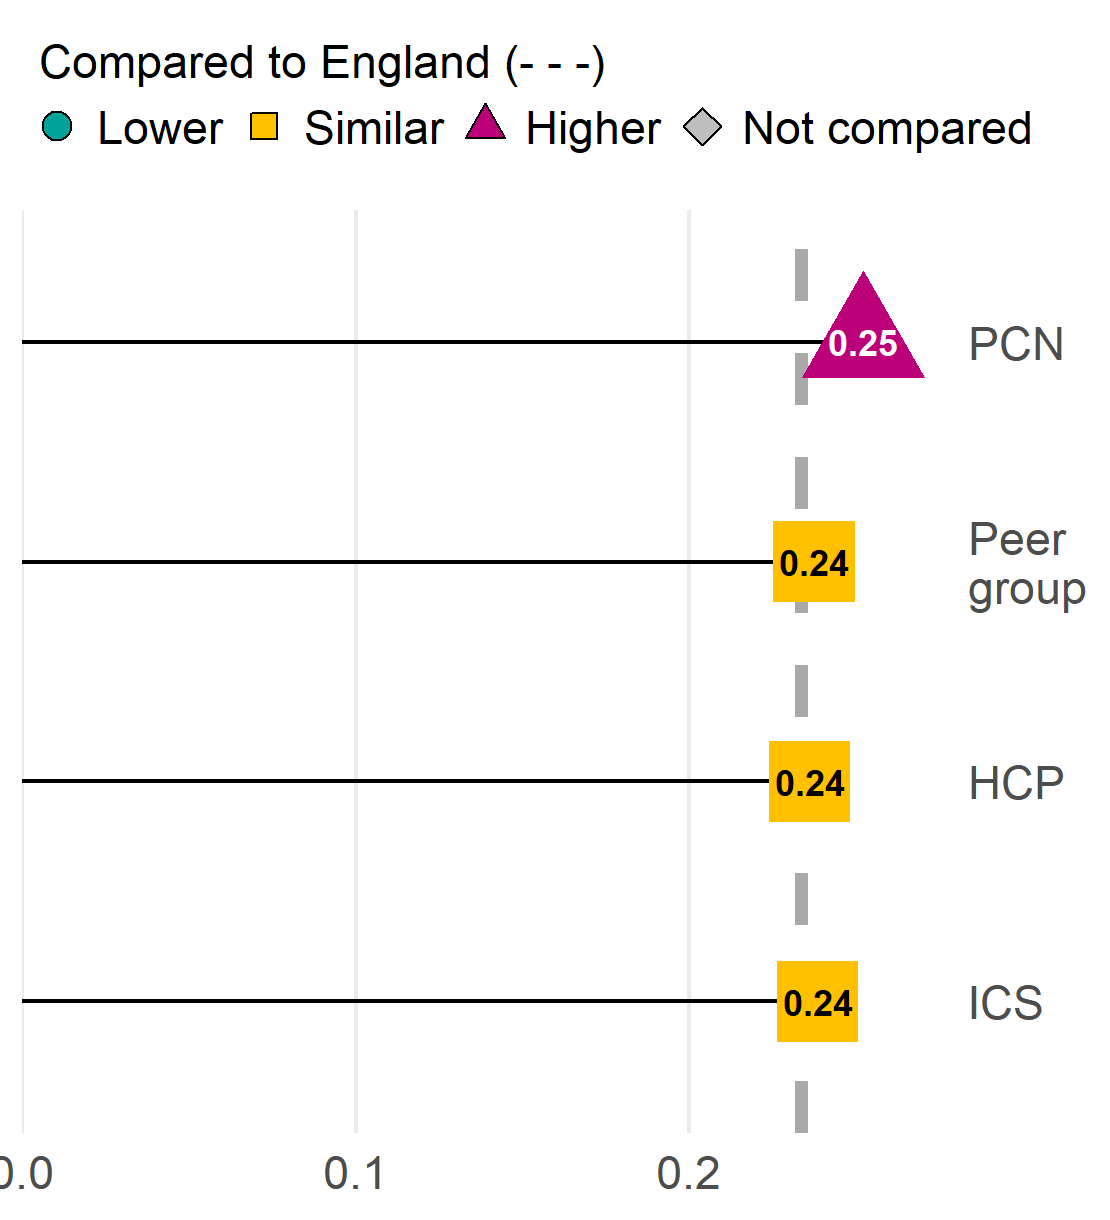 Compared to England (- - -)
Lower Similar Higher Not compared
0.25 PCN
0.24 Peer
group
0.24 HCP
0.24 ICS
0.0 0.1 0.2